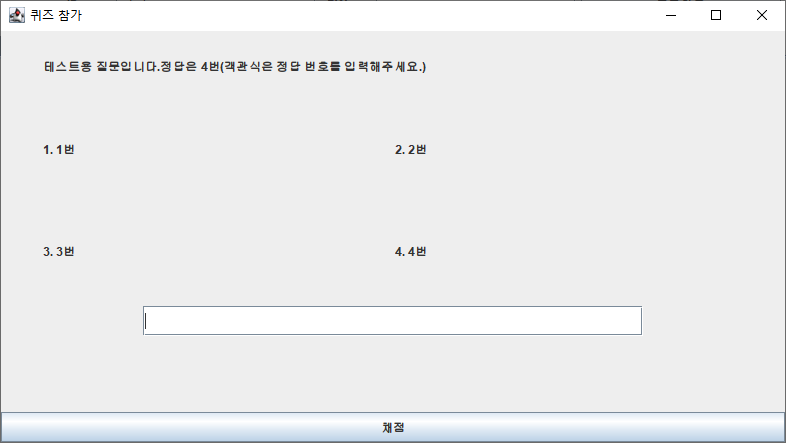 퀴즈 참가
테스트용 질문입니다.정답은 4번(객관식은 정답 번호를 입력해주세요.)
1. 1번
2. 2번
3. 3번
4. 4번
채점